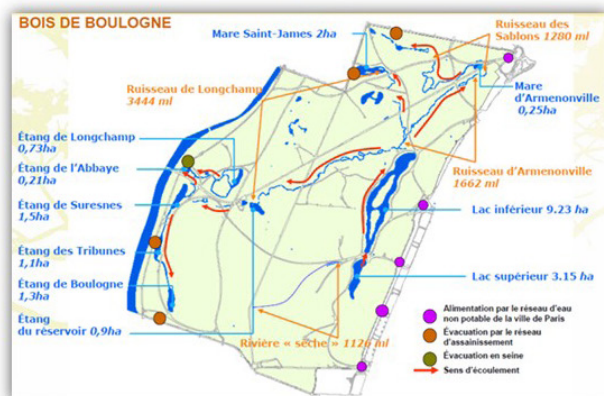 BOIS DE BOULOGNE
Mare Saint-James 2ha
Ruisseau des
Sablons 1280 ml
Ruisseau de Longchamp
3444 ml
Mare
d'Armenonville
0,25ha
Étang de Longchamp
0,73ha
Étang de l'Abbaye
0,21ha
Ruisseau d'Armenonville
1662 ml
Étang de Suresnes
1,5ha
Lac inférieur 9.23 ha
Étang des Tribunes
1,1ha
Lac supérieur 3.15 ha
Étang de Boulogne
1,3ha
Étang
du réservoir 0,9ha
Rivière « sèche » 1126 ml
Alimentation par le réseau d'eau
non potable de la ville de Paris
Évacuation par le réseau
d'assainissement
Évacuation en seine
Sens d'écoulement